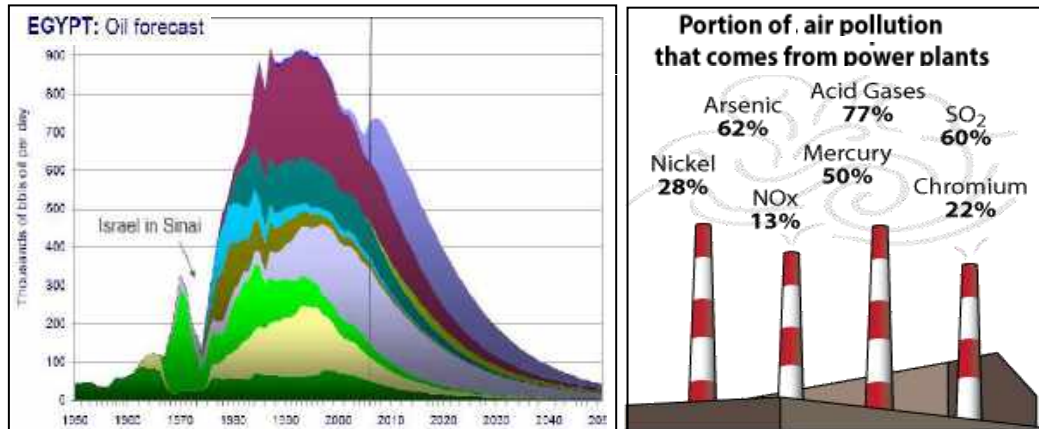 EGYPT: Oil forecast
Thousands of bbls oil per day
900
800
700
600
500
400
300
200
100
0
Israel in Sinai
1950
1960
1970
1980
1990
2000
2010
2020
2030
2040
Portion of air pollution
that comes from power plants
Arsenic
62%
Acid Gases
77%
SO₂
60%
Nickel
28%
NOx
13%
Mercury
50%
Chromium
22%